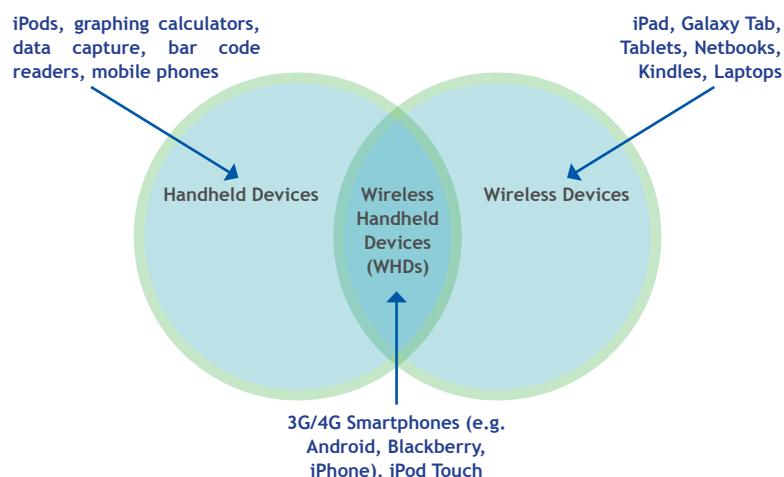 iPods, graphing calculators,
data capture, bar code
readers, mobile phones
iPad, Galaxy Tab,
Tablets, Netbooks,
Kindles, Laptops
Handheld Devices
Wireless
Handheld
Devices
(WHDs)
Wireless Devices
3G/4G Smartphones (e.g.
Android, Blackberry,
iPhone), iPod Touch